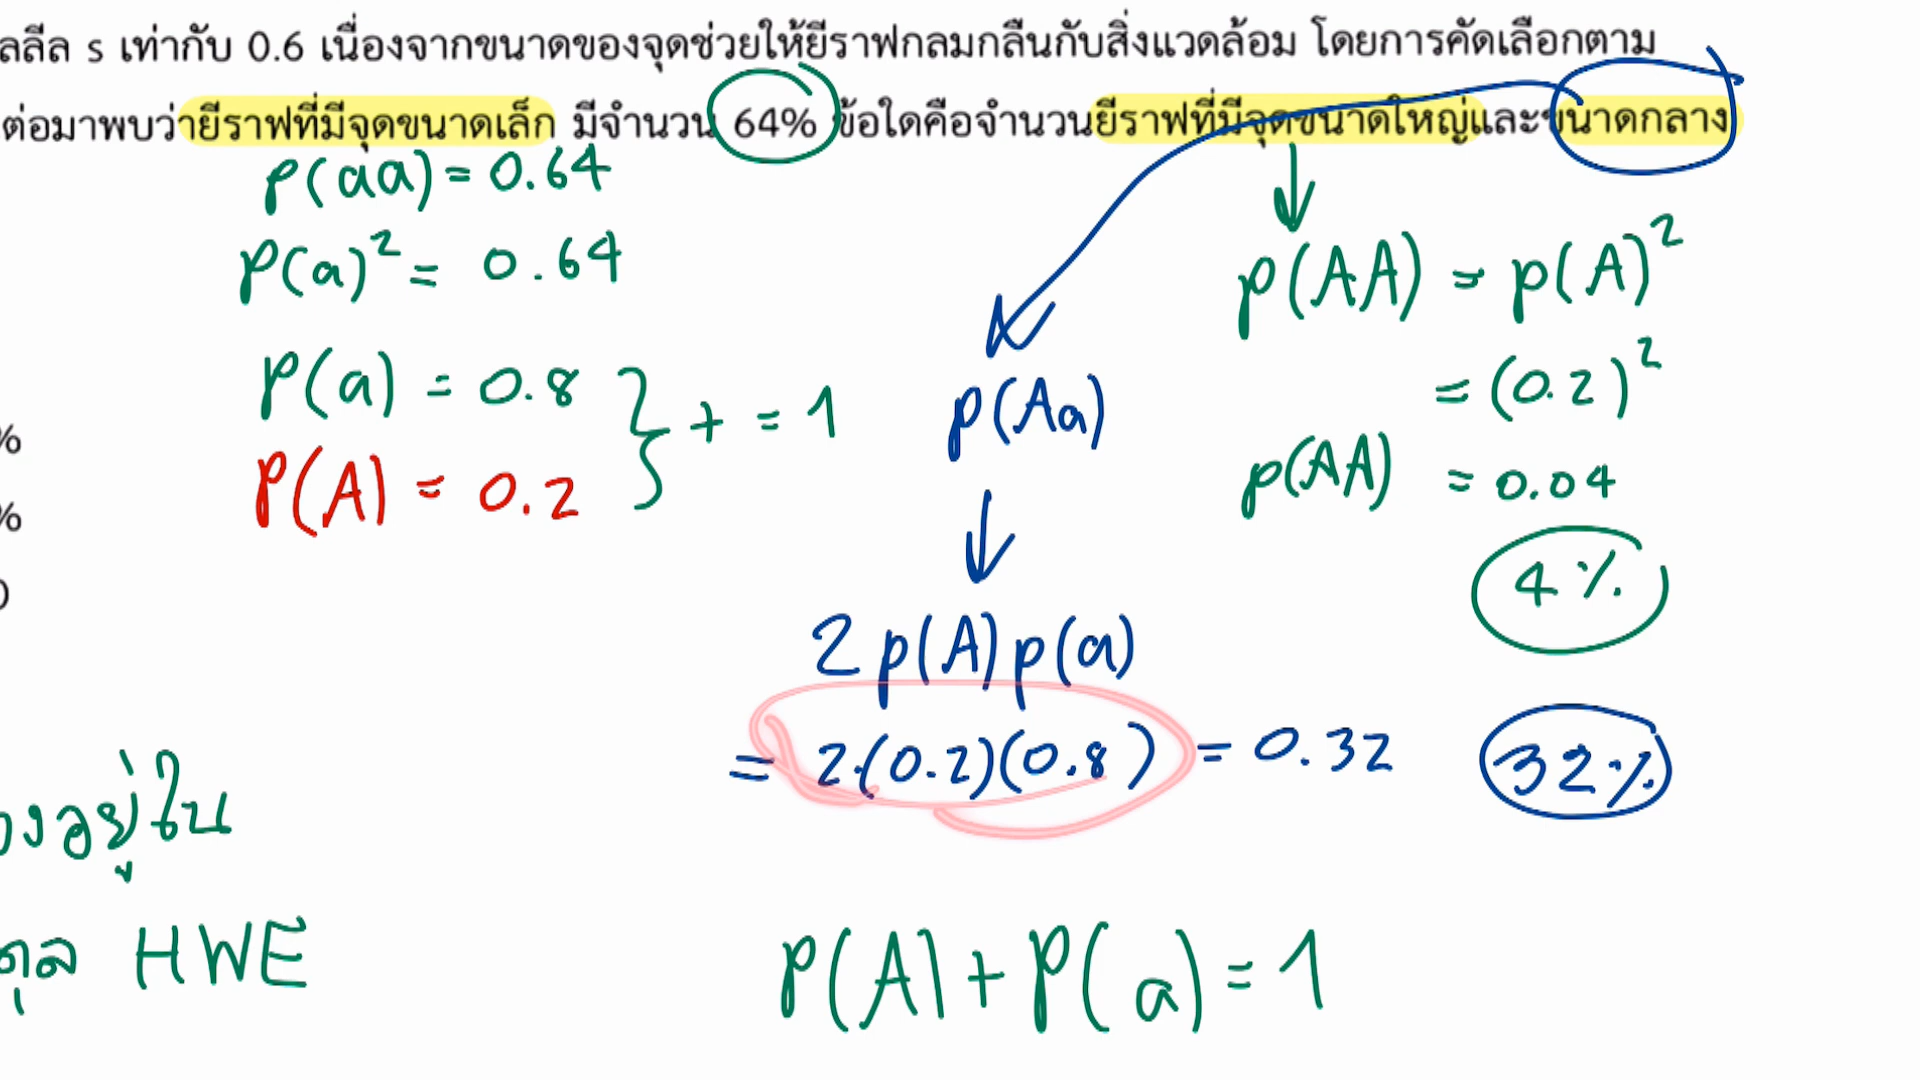 ลลีล s เท่ากับ 0.6 เนื่องจากขนาดของจุดช่วยให้ยีราฟกลมกลืนกับสิ่งแวดล้อม โดยการคัดเลือกตาม
ต่อมาพบว่ายีราฟที่มีจุดขนาดเล็ก มีจำนวน 64% ข้อใดคือจำนวนยีราฟที่มีจุดขนาดใหญ่และขนาดกลาง
p(aa) = 0.64
p(a)² = 0.64
p(a) = 0.8
P(A) = 0.2
+ = 1
p(Aa)
2 p(A) p(a)
= 2·(0.2)(0.8) = 0.32
32%
p(AA) = p(A)²
= (0.2)²
p(AA) = 0.04
4%
%
%
องอยู่ใน
ดุล HWE
P(A) + P(a) = 1